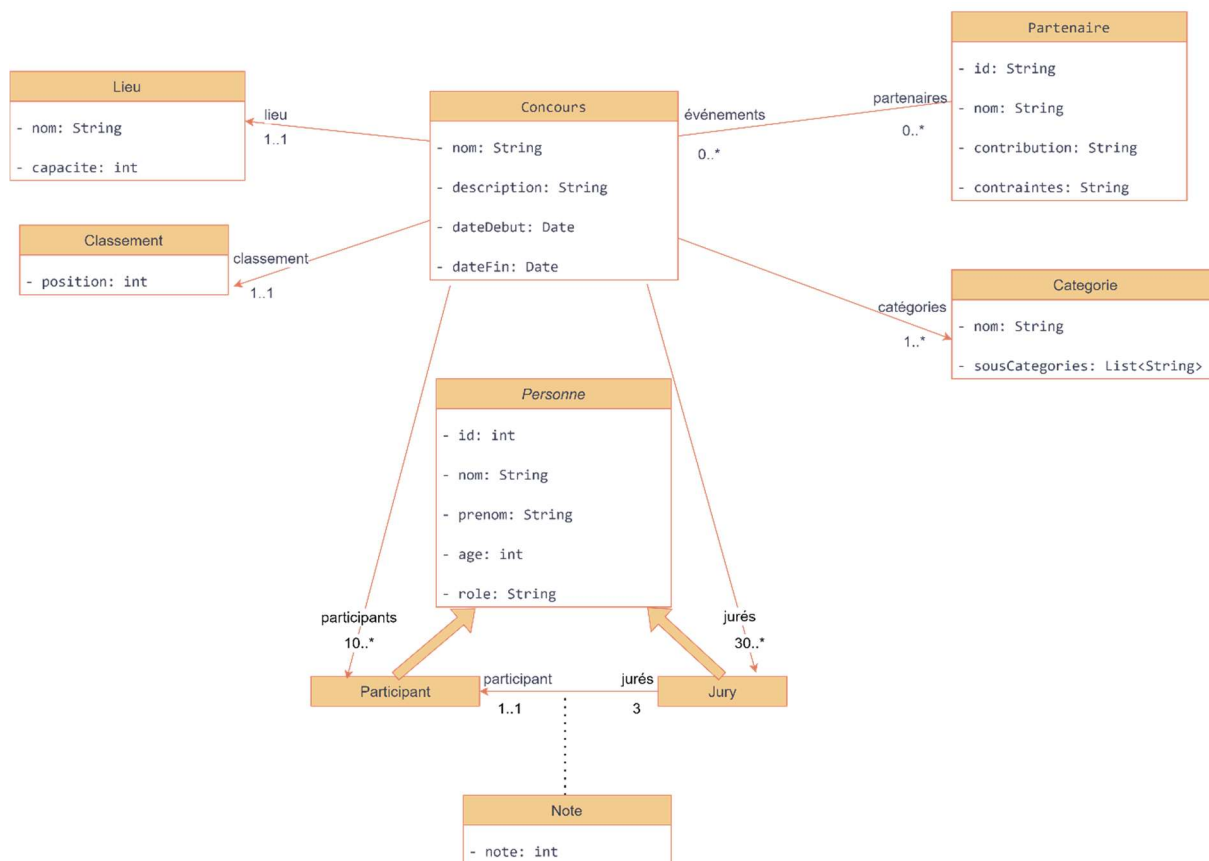 Partenaire
- id: String
- nom: String
- contribution: String
- contraintes: String
Lieu
- nom: String
- capacite: int
lieu
1..1
Concours
- nom: String
- description: String
- dateDebut: Date
- dateFin: Date
événements
0..*
partenaires
0..*
Classement
- position: int
classement
1..1
catégories
1..*
Categorie
- nom: String
- sousCategories: List<String>
Personne
- id: int
- nom: String
- prenom: String
- age: int
- role: String
participants
10..*
jurés
30..*
Participant
participant
1..1
jurés
3
Jury
Note
- note: int